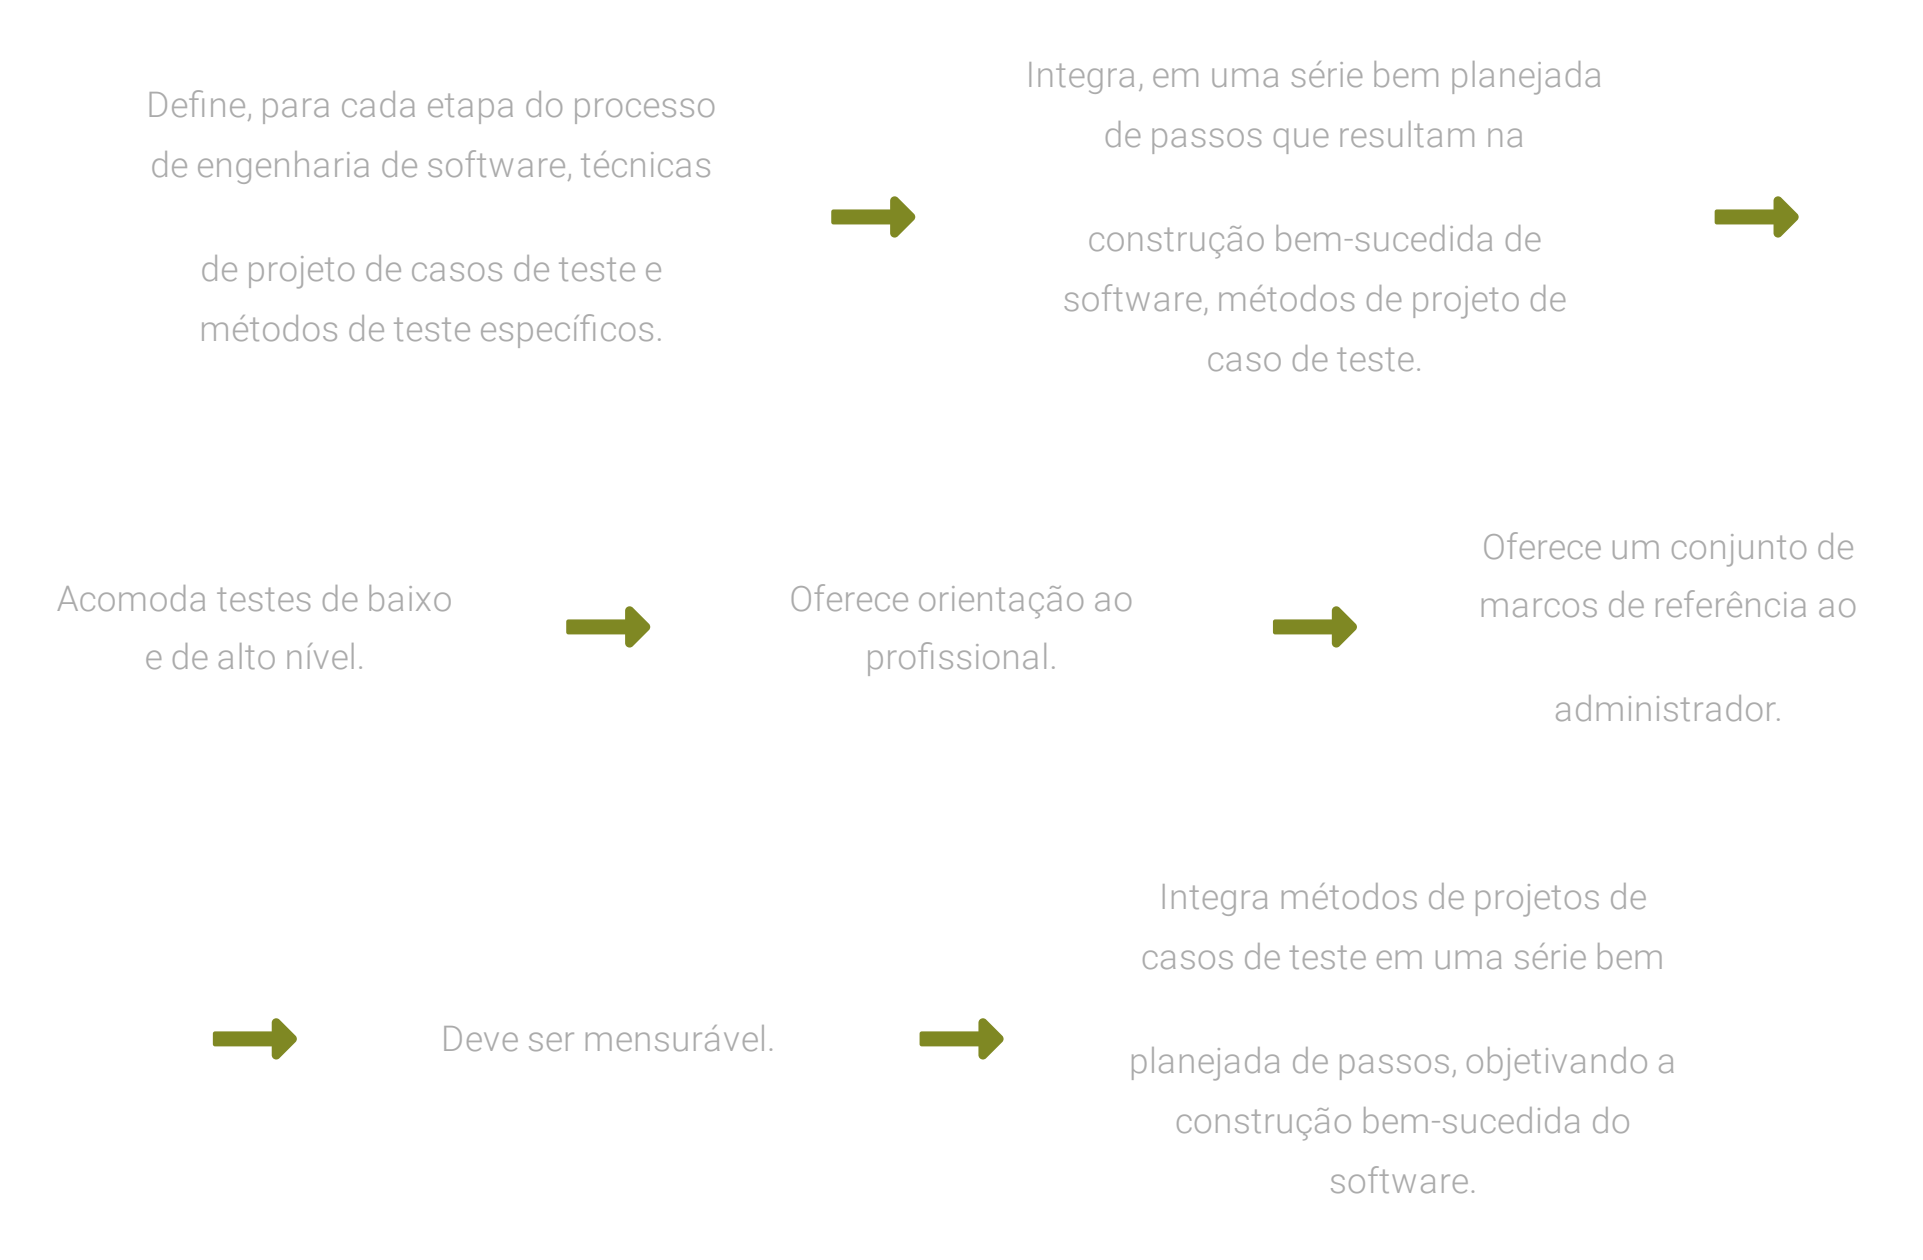 Define, para cada etapa do processo
de engenharia de software, técnicas
de projeto de casos de teste e
métodos de teste específicos.
Integra, em uma série bem planejada
de passos que resultam na
construção bem-sucedida de
software, métodos de projeto de
caso de teste.
Acomoda testes de baixo
e de alto nível.
Oferece orientação ao
profissional.
Oferece um conjunto de
marcos de referência ao
administrador.
Deve ser mensurável.
Integra métodos de projetos de
casos de teste em uma série bem
planejada de passos, objetivando a
construção bem-sucedida do
software.